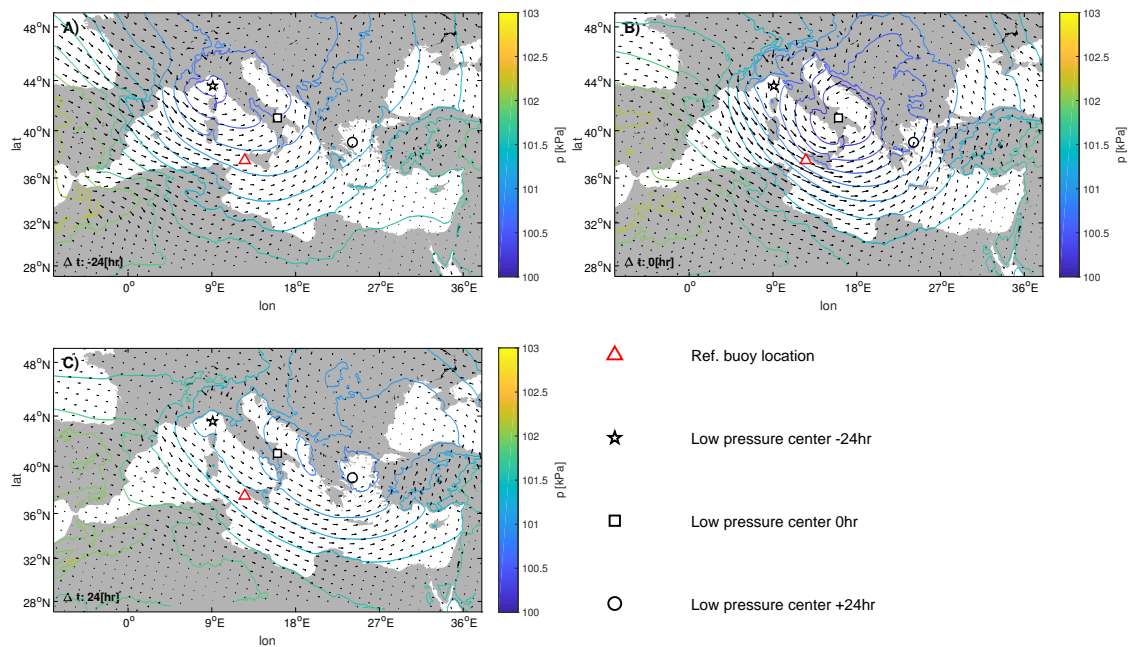 A)
48°N
44°N
40°N
36°N
32°N
28°N
lat
0°
9°E
18°E
27°E
36°E
lon
Δ t: -24[hr]
103
102.5
102
101.5
101
100.5
100
p [kPa]
B)
48°N
44°N
40°N
36°N
32°N
28°N
lat
0°
9°E
18°E
27°E
36°E
lon
Δ t: 0[hr]
103
102.5
102
101.5
101
100.5
100
p [kPa]
C)
48°N
44°N
40°N
36°N
32°N
28°N
lat
0°
9°E
18°E
27°E
36°E
lon
Δ t: 24[hr]
103
102.5
102
101.5
101
100.5
100
p [kPa]
Ref. buoy location
Low pressure center -24hr
Low pressure center 0hr
Low pressure center +24hr